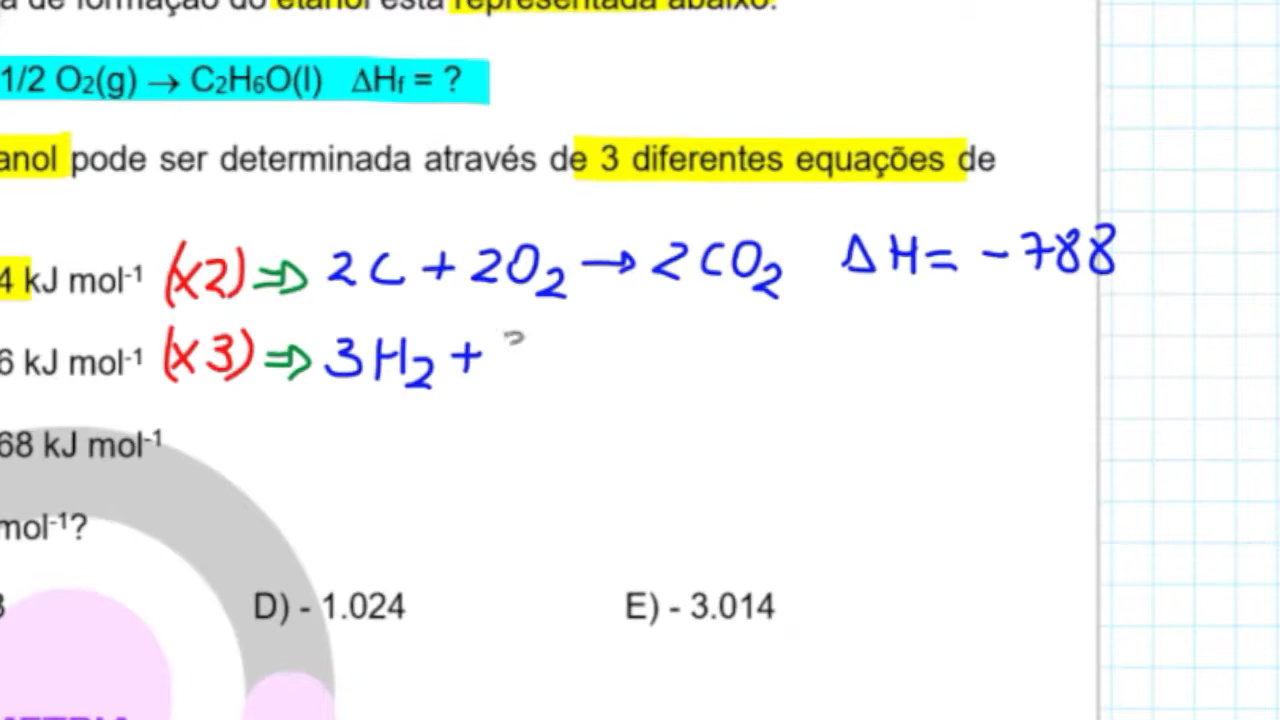 a de formação do etanol está representada abaixo:
1/2 O₂(g) → C₂H₆O(l) ΔHf = ?
anol pode ser determinada através de 3 diferentes equações de
4 kJ mol⁻¹ (x2) ⇒ 2C + 2O₂ → 2CO₂ ΔH = -788
6 kJ mol⁻¹ (x3) ⇒ 3H₂ +
68 kJ mol⁻¹
mol⁻¹?
D) - 1.024 E) - 3.014